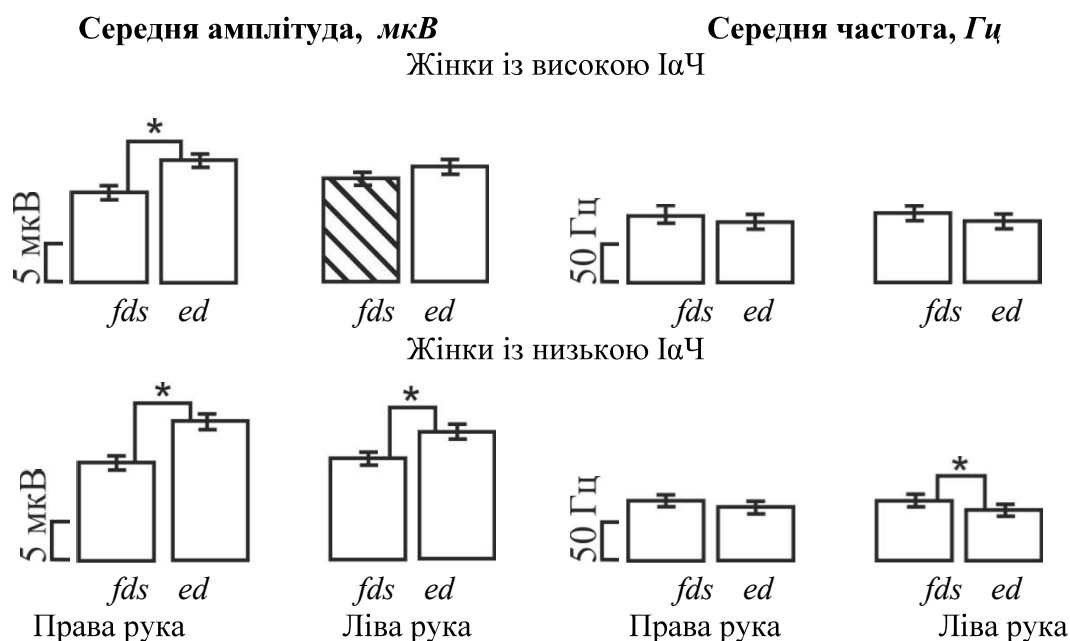 Середня амплітуда, мкВ Середня частота, Гц
Жінки із високою ІαЧ
5 мкВ * 50 Гц
fds ed fds ed fds ed fds ed
Жінки із низькою ІαЧ
5 мкВ * * 50 Гц *
fds ed fds ed fds ed fds ed
Права рука Ліва рука Права рука Ліва рука